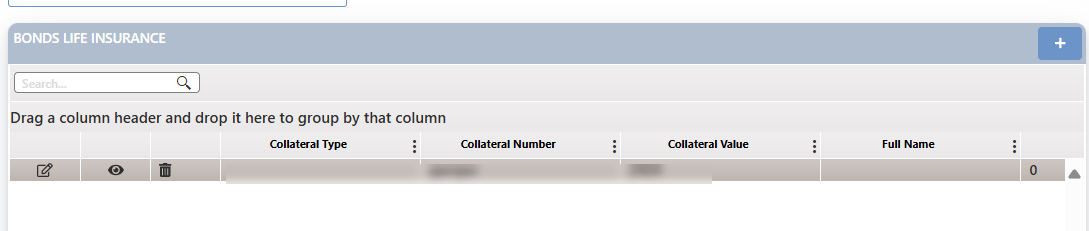 BONDS LIFE INSURANCE
+
Search...
Drag a column header and drop it here to group by that column
Collateral Type Collateral Number Collateral Value Full Name
0